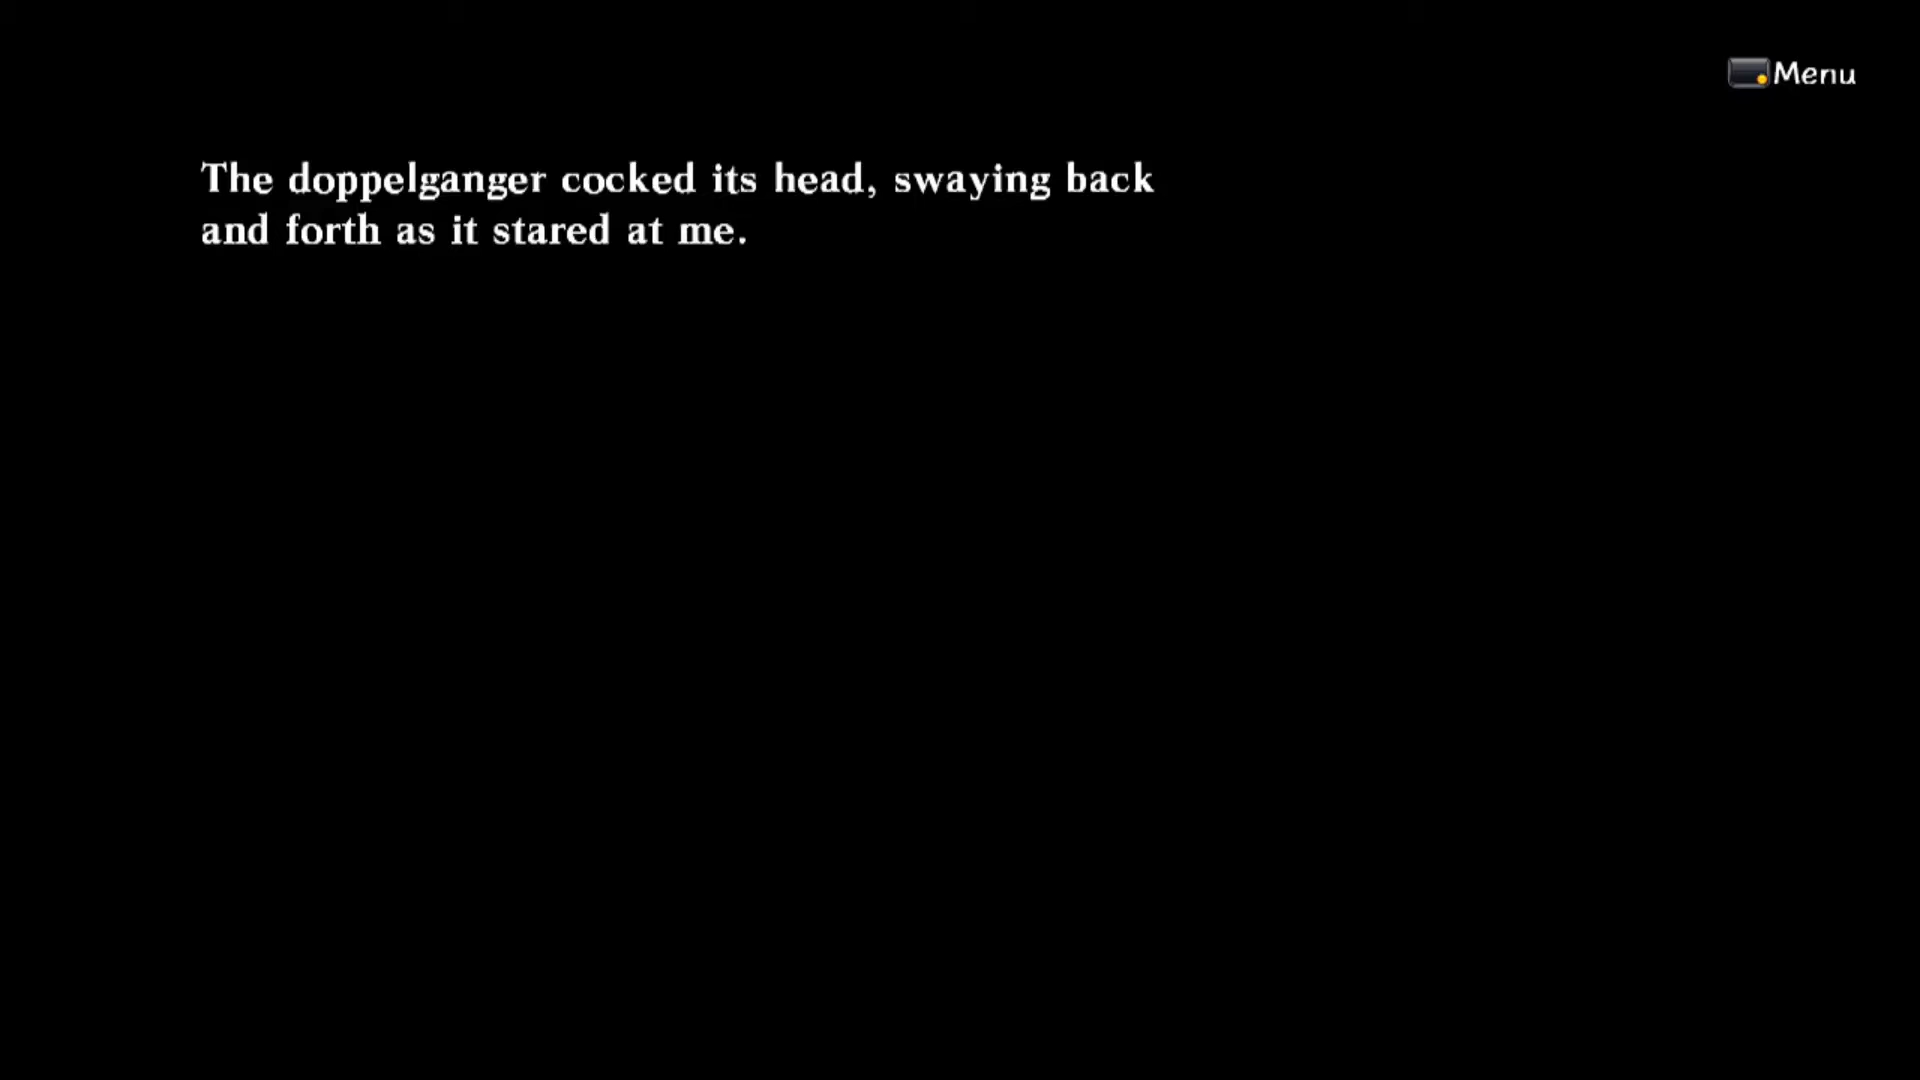 Menu
The doppelganger cocked its head, swaying back
and forth as it stared at me.